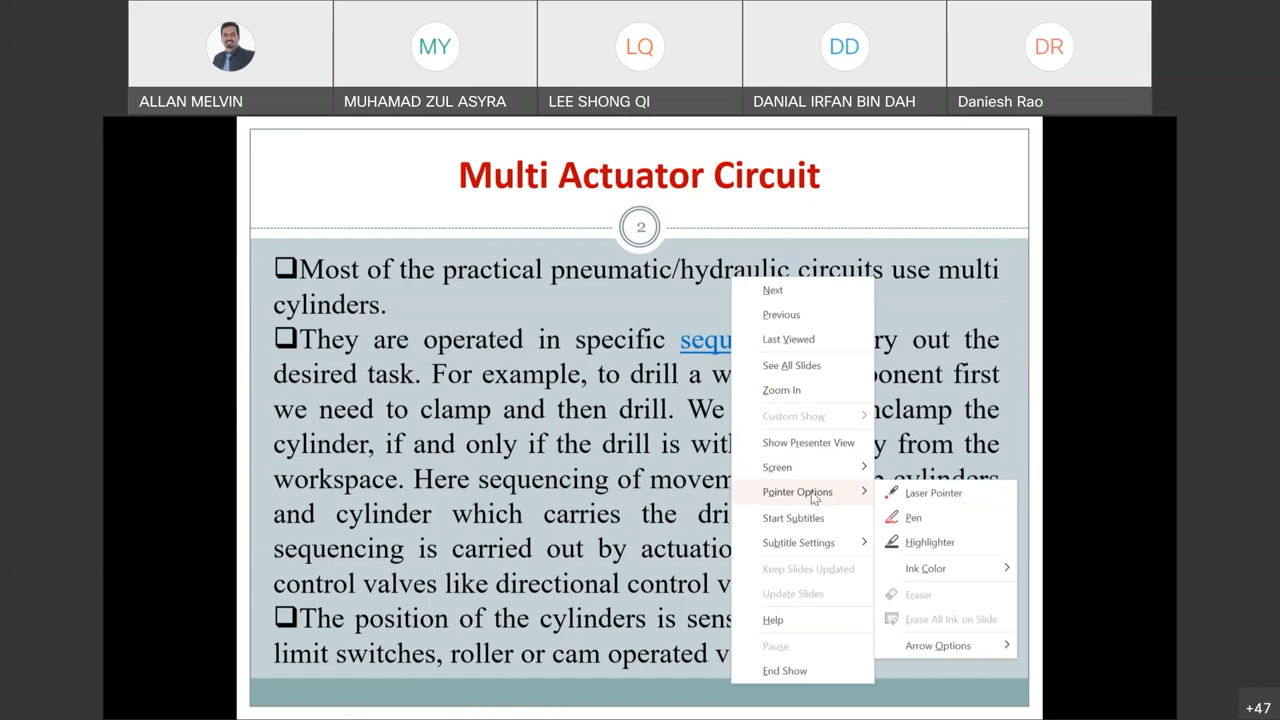 MY
LQ
DD
DR
ALLAN MELVIN
MUHAMAD ZUL ASYRA
LEE SHONG QI
DANIAL IRFAN BIN DAH
Daniesh Rao
Multi Actuator Circuit
2
❑Most of the practical pneumatic/hydraulic circuits use multi
cylinders.
❑They are operated in specific sequ ry out the
desired task. For example, to drill a w ponent first
we need to clamp and then drill. We nclamp the
cylinder, if and only if the drill is wit y from the
workspace. Here sequencing of movem p cylinders
and cylinder which carries the dri
sequencing is carried out by actuatio
control valves like directional control v
❑The position of the cylinders is sens
limit switches, roller or cam operated v
Next
Previous
Last Viewed
See All Slides
Zoom In
Custom Show
Show Presenter View
Screen
Pointer Options
Start Subtitles
Subtitle Settings
Keep Slides Updated
Update Slides
Help
Pause
End Show
Laser Pointer
Pen
Highlighter
Ink Color
Eraser
Erase All Ink on Slide
Arrow Options
+47